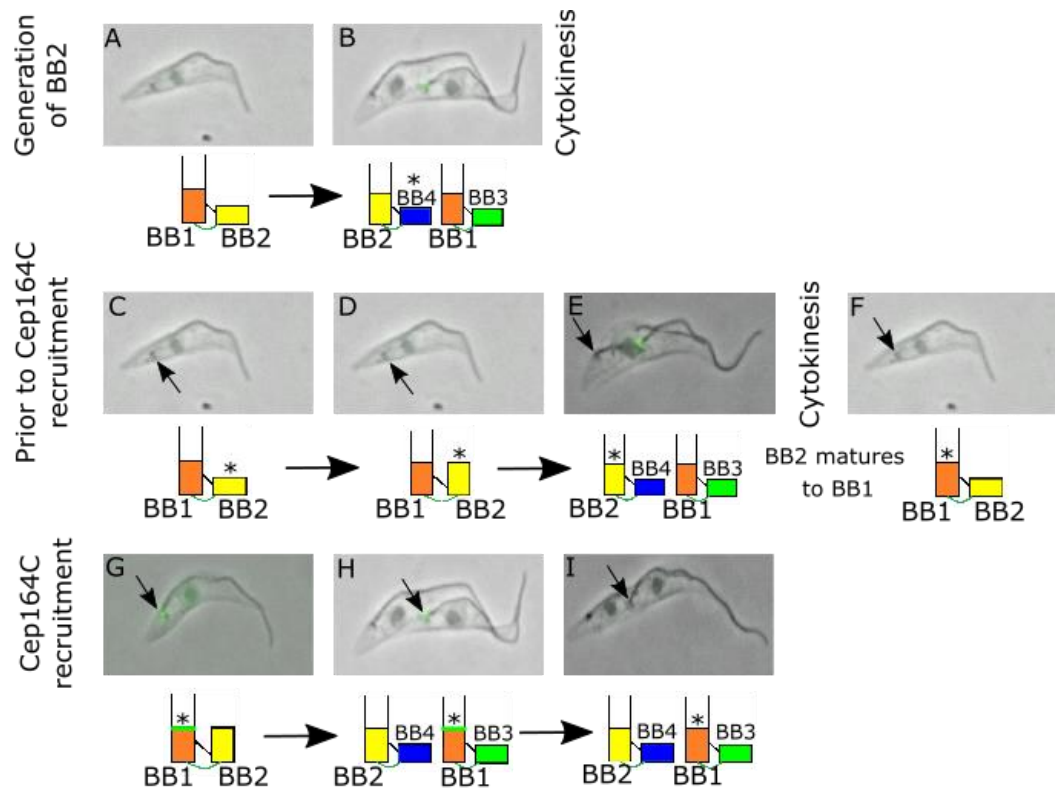 Generation
of BB2
A
B
Cytokinesis
*
BB4
BB3
BB1
BB2
BB2
BB1
Prior to Cep164C
recruitment
C
D
E
Cytokinesis
F
*
*
*
BB4
BB3
BB2 matures
to BB1
*
BB1
BB2
BB1
BB2
BB2
BB1
BB1
BB2
Cep164C
recruitment
G
H
I
*
BB4
*
BB3
BB4
*
BB3
BB1
BB2
BB2
BB1
BB2
BB1